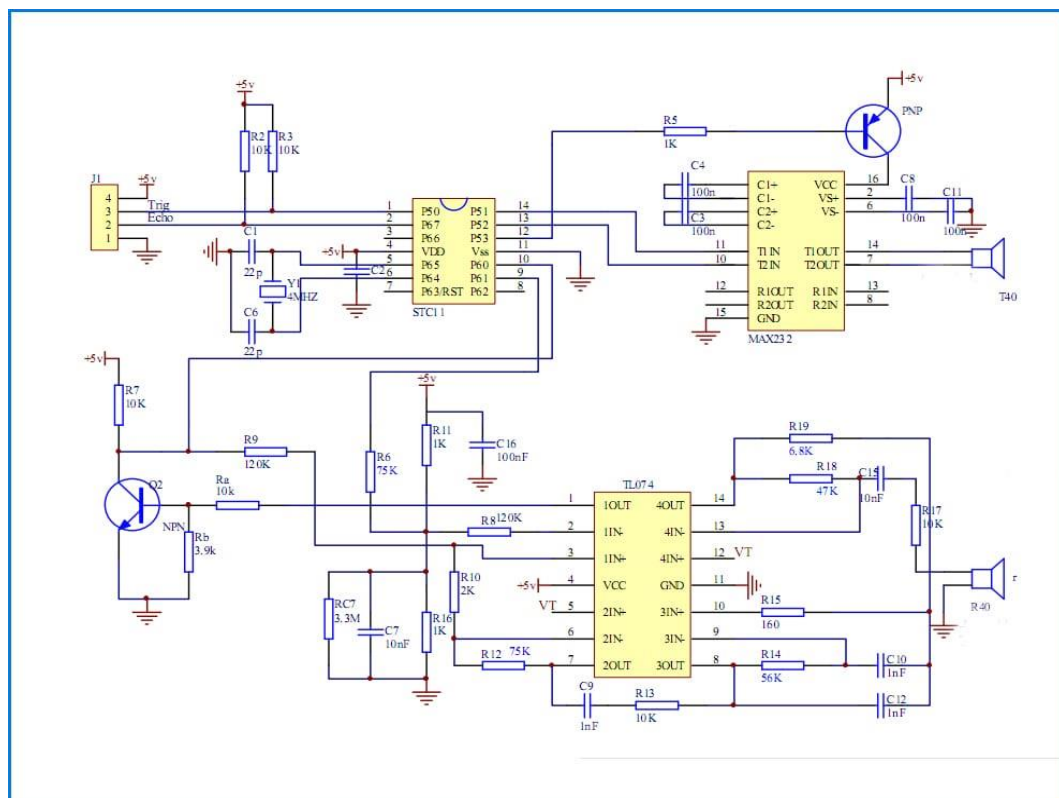 +5v
PNP
+5v
R5
1K
R2
10K
R3
10K
J1
+5v
4
3
2
1
Trig
Echo
C4
100n
C3
100n
C1+
C1-
C2+
C2-
VCC
VS+
VS-
16
2
6
C8
100n
C11
100n
1
2
3
4
5
6
7
P50
P67
P66
VDD
P65
P64
P63/RST
P51
P52
P53
Vss
P60
P61
P62
14
13
12
11
10
9
8
STC11
+5v
C2
C1
22p
Y1
4MHZ
C6
22p
11
10
T1IN
T2IN
T1OUT
T2OUT
14
7
12
R1OUT
R2OUT
15
GND
R1IN
R2IN
13
8
MAX232
T40
+5v
R7
10K
+5v
R11
1K
C16
100nF
R9
120K
R6
75K
R19
6.8K
R18
47K
C15
10nF
R17
10K
Q2
NPN
Ra
10k
Rb
3.9k
R8
120K
TL074
1
2
3
4
5
6
7
1OUT
1IN-
1IN+
VCC
2IN+
2IN-
2OUT
4OUT
4IN-
4IN+
GND
3IN+
3IN-
3OUT
14
13
12
11
10
9
8
VT
+5v
VT
R10
2K
RC7
3.3M
C7
10nF
R16
1K
R12
75K
R15
160
R14
56K
C10
1nF
C12
1nF
C9
1nF
R13
10K
r
R40